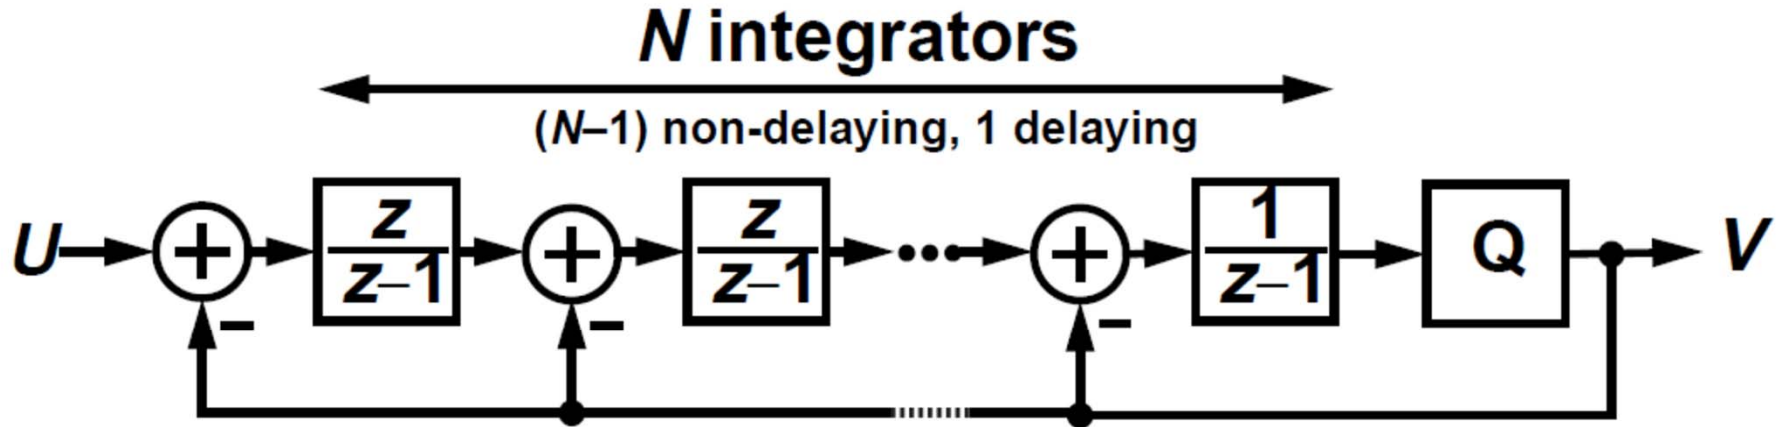 N integrators
(N–1) non-delaying, 1 delaying
U
+
–
z
z–1
+
–
z
z–1
+
–
1
z–1
Q
V